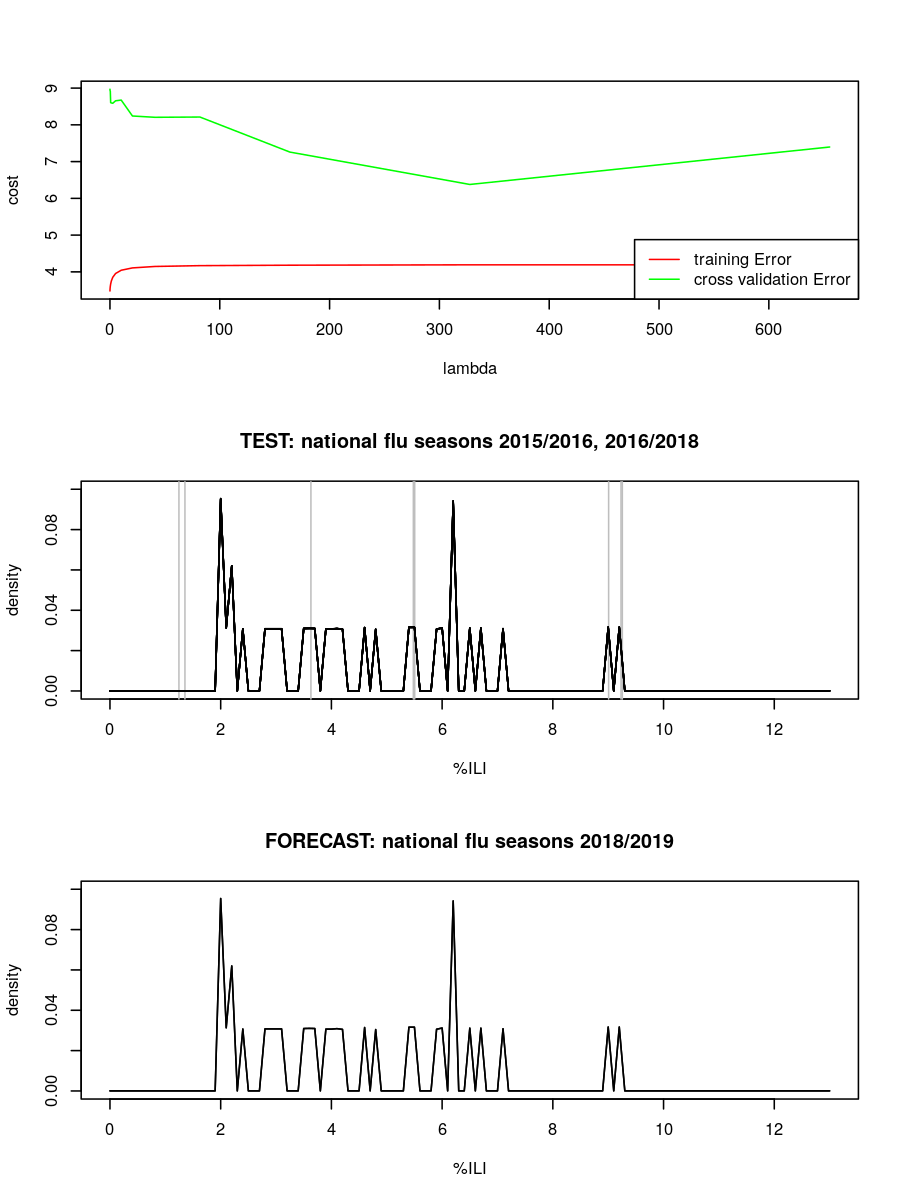 cost
9
8
7
6
5
4
training Error
cross validation Error
0 100 200 300 400 500 600
lambda
TEST: national flu seasons 2015/2016, 2016/2018
density
0.08
0.04
0.00
0 2 4 6 8 10 12
%ILI
FORECAST: national flu seasons 2018/2019
density
0.08
0.04
0.00
0 2 4 6 8 10 12
%ILI